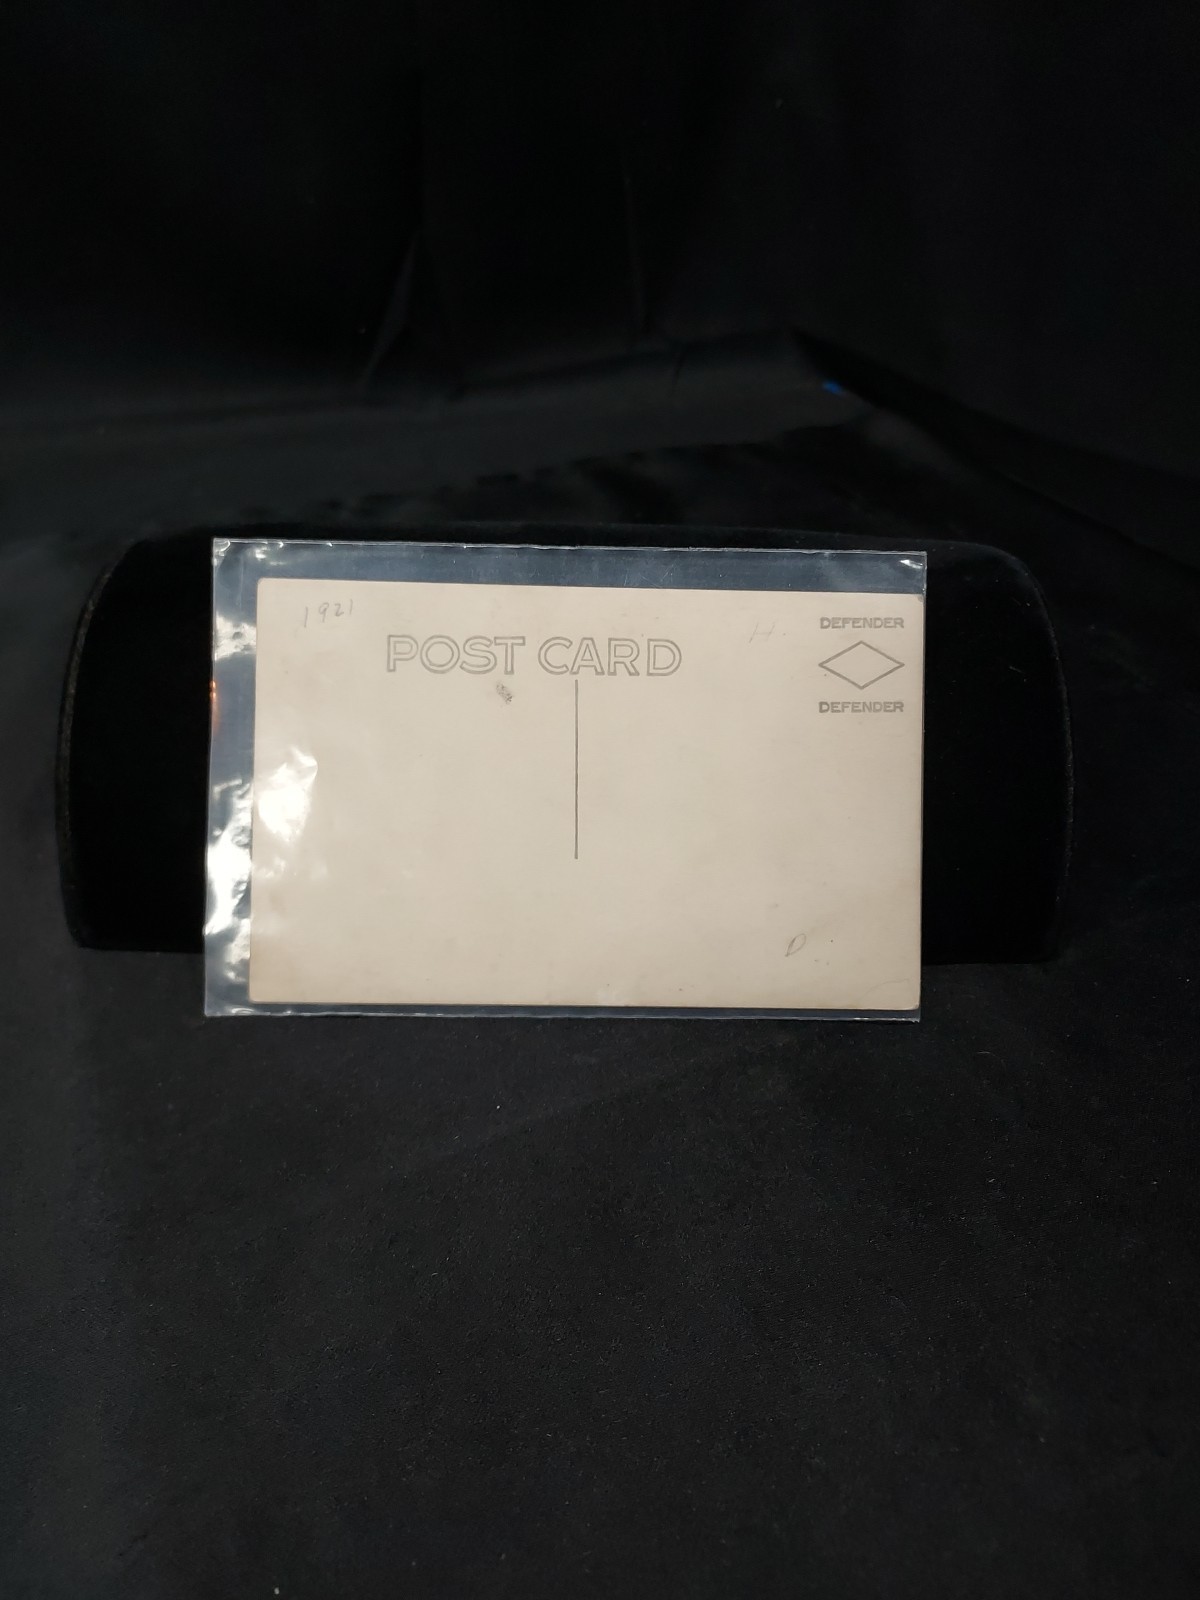 1921
POST CARD
H.
DEFENDER
DEFENDER
D